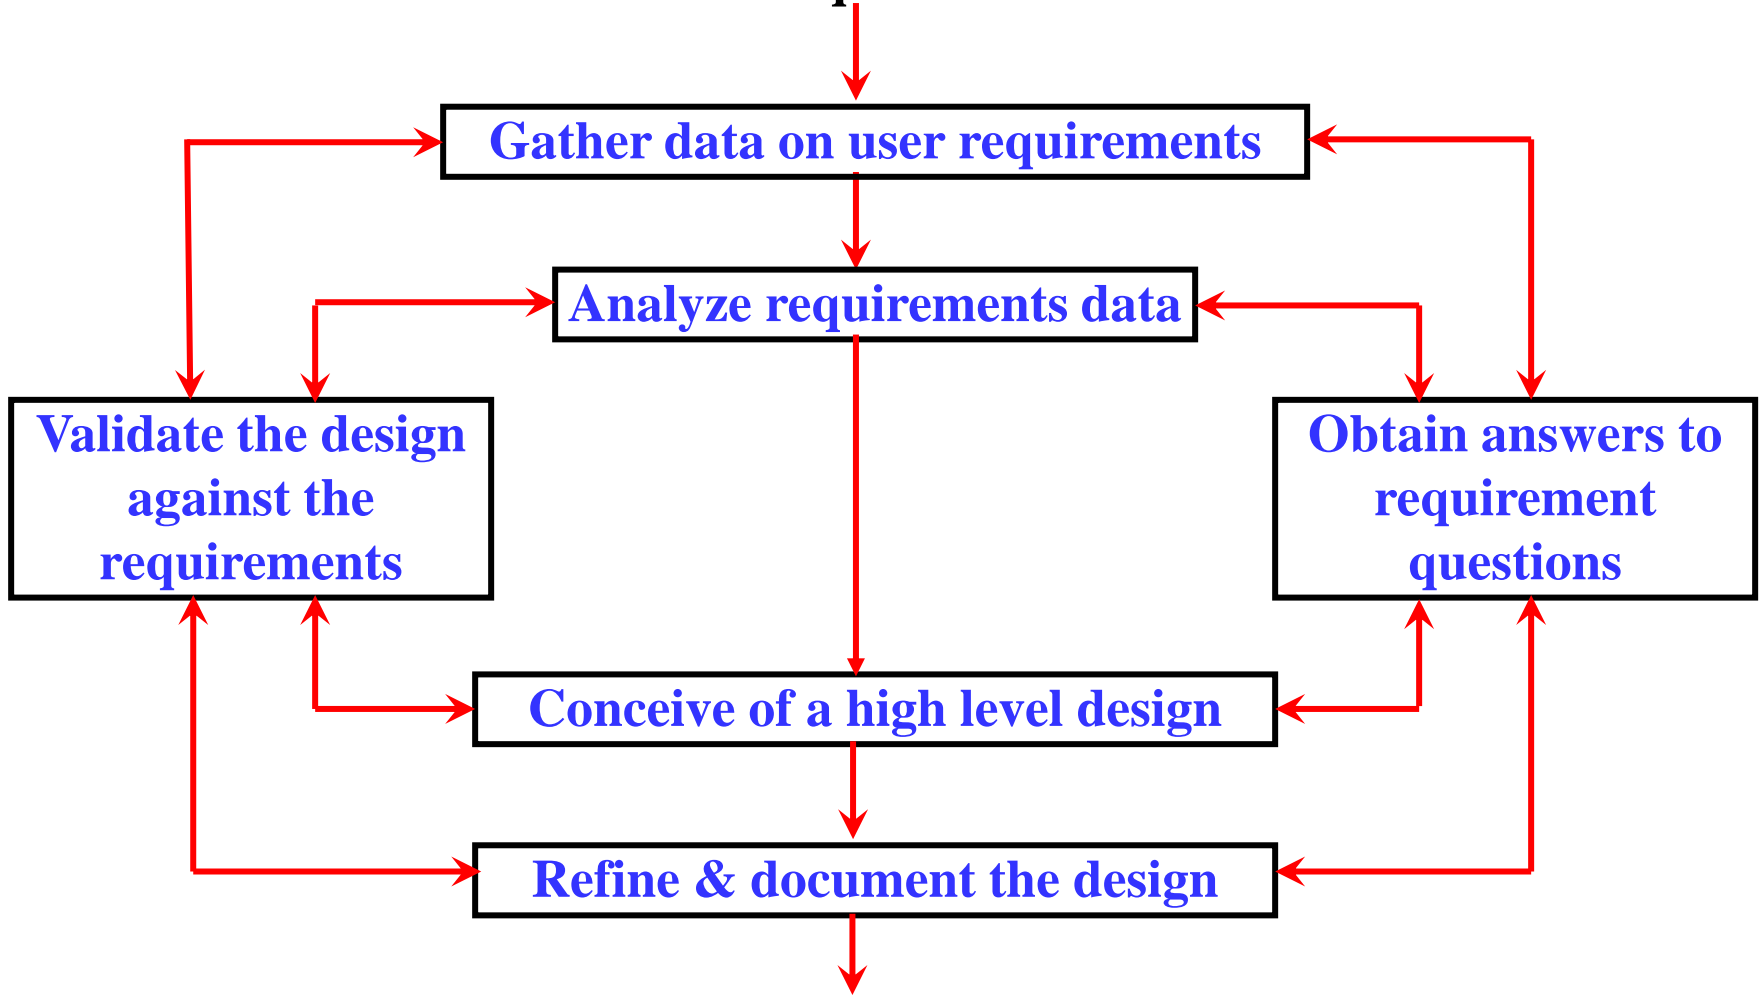 Gather data on user requirements
Analyze requirements data
Validate the design
against the
requirements
Obtain answers to
requirement
questions
Conceive of a high level design
Refine & document the design